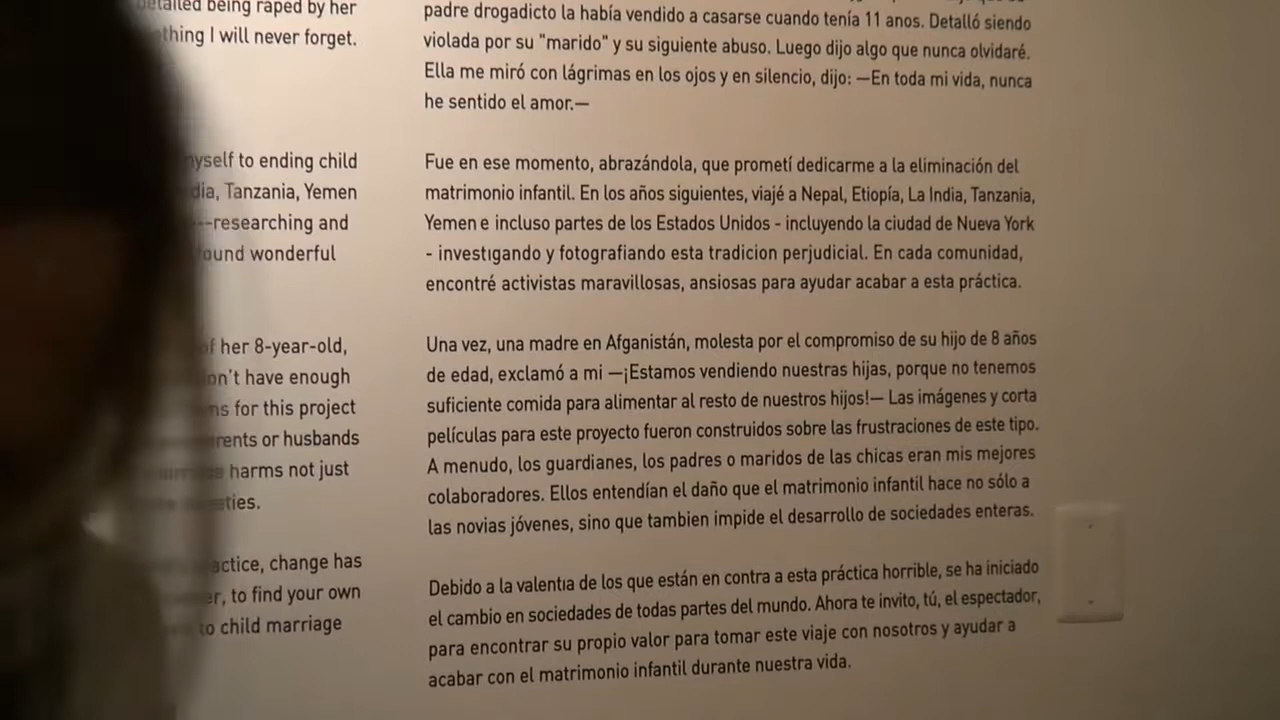 detailed being raped by her
thing I will never forget.
myself to ending child
dia, Tanzania, Yemen
--researching and
ound wonderful
of her 8-year-old,
on't have enough
ns for this project
rents or husbands
harms not just
ties.
actice, change has
er, to find your own
to child marriage
padre drogadicto la había vendido a casarse cuando tenía 11 anos. Detalló siendo
violada por su "marido" y su siguiente abuso. Luego dijo algo que nunca olvidaré.
Ella me miró con lágrimas en los ojos y en silencio, dijo: —En toda mi vida, nunca
he sentido el amor.—
Fue en ese momento, abrazándola, que prometí dedicarme a la eliminación del
matrimonio infantil. En los años siguientes, viajé a Nepal, Etiopía, La India, Tanzania,
Yemen e incluso partes de los Estados Unidos - incluyendo la ciudad de Nueva York
- investigando y fotografiando esta tradicion perjudicial. En cada comunidad,
encontré activistas maravillosas, ansiosas para ayudar acabar a esta práctica.
Una vez, una madre en Afganistán, molesta por el compromiso de su hijo de 8 años
de edad, exclamó a mi —¡Estamos vendiendo nuestras hijas, porque no tenemos
suficiente comida para alimentar al resto de nuestros hijos!— Las imágenes y corta
películas para este proyecto fueron construidos sobre las frustraciones de este tipo.
A menudo, los guardianes, los padres o maridos de las chicas eran mis mejores
colaboradores. Ellos entendían el daño que el matrimonio infantil hace no sólo a
las novias jóvenes, sino que tambien impide el desarrollo de sociedades enteras.
Debido a la valentıa de los que están en contra a esta práctica horrible, se ha iniciado
el cambio en sociedades de todas partes del mundo. Ahora te invito, tú, el espectador,
para encontrar su propio valor para tomar este viaje con nosotros y ayudar a
acabar con el matrimonio infantil durante nuestra vida.